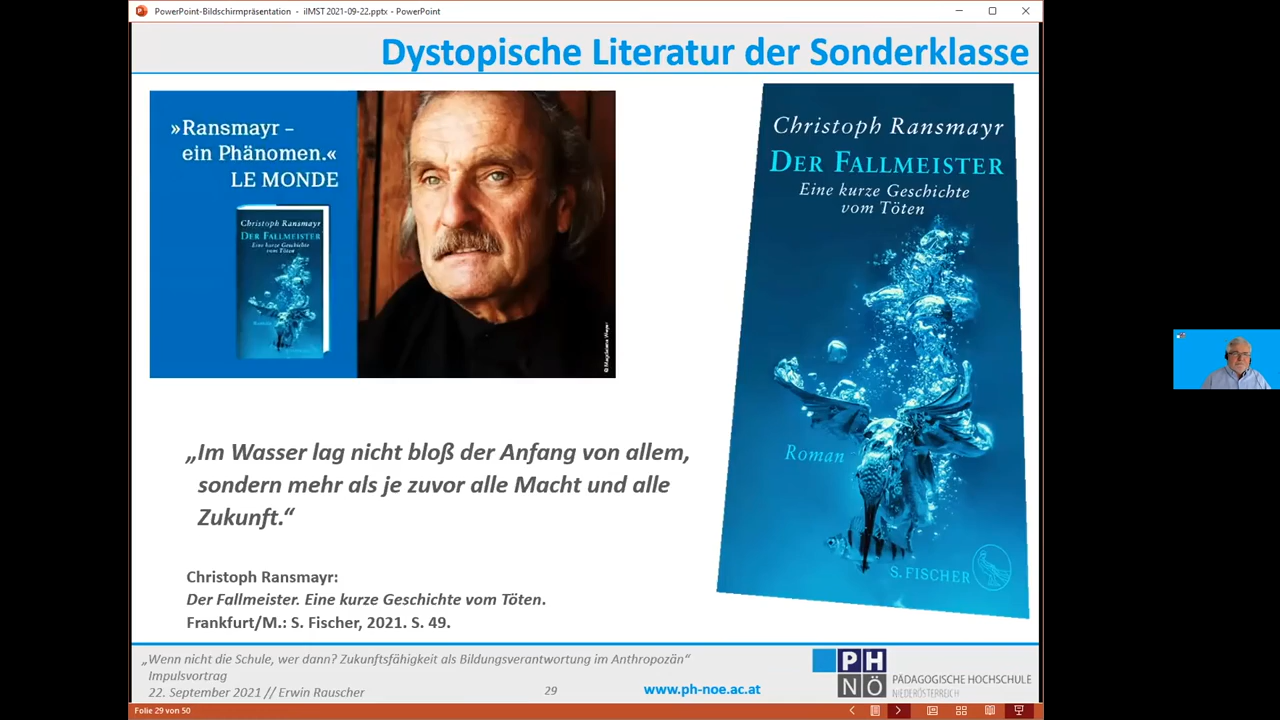 PowerPoint-Bildschirmpräsentation - iIMST 2021-09-22.pptx - PowerPoint
Dystopische Literatur der Sonderklasse
»Ransmayr –
ein Phänomen.«
LE MONDE
Christoph Ransmayr
DER FALLMEISTER
Eine kurze Geschichte
vom Töten
Roman
© Magdalena Weyrer
Christoph Ransmayr
DER FALLMEISTER
Eine kurze Geschichte
vom Töten
Roman
S. FISCHER
„Im Wasser lag nicht bloß der Anfang von allem,
sondern mehr als je zuvor alle Macht und alle
Zukunft.“
Christoph Ransmayr:
Der Fallmeister. Eine kurze Geschichte vom Töten.
Frankfurt/M.: S. Fischer, 2021. S. 49.
„Wenn nicht die Schule, wer dann? Zukunftsfähigkeit als Bildungsverantwortung im Anthropozän“
Impulsvortrag
22. September 2021 // Erwin Rauscher
29
www.ph-noe.ac.at
PH
NÖ
PÄDAGOGISCHE HOCHSCHULE
NIEDERÖSTERREICH
Folie 29 von 50